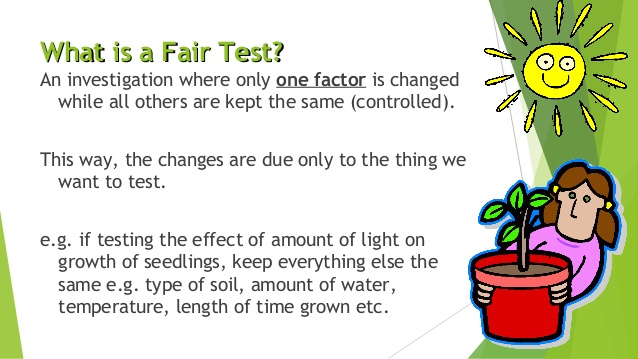 What is a Fair Test?
An investigation where only one factor is changed
while all others are kept the same (controlled).
This way, the changes are due only to the thing we
want to test.
e.g. if testing the effect of amount of light on
growth of seedlings, keep everything else the
same e.g. type of soil, amount of water,
temperature, length of time grown etc.